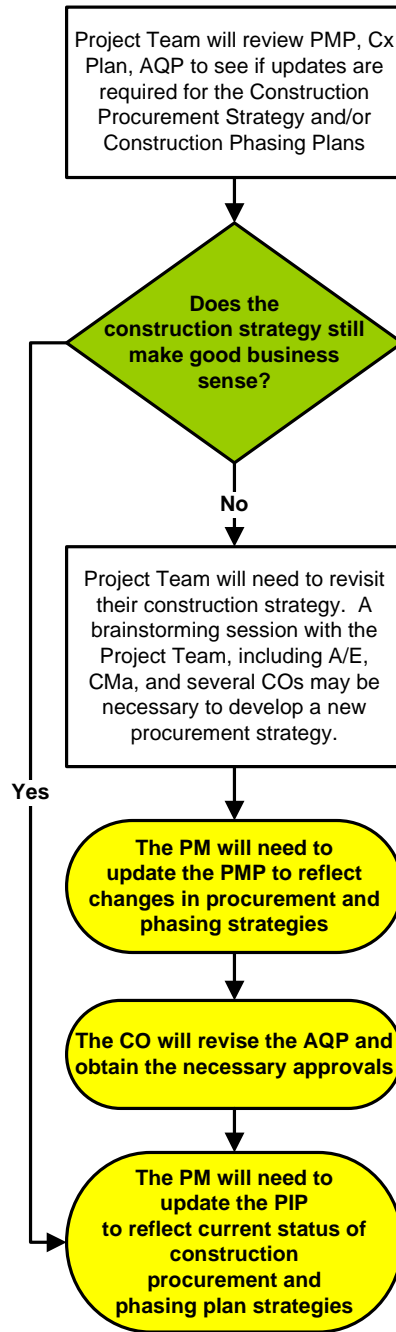 Project Team will review PMP, Cx
Plan, AQP to see if updates are
required for the Construction
Procurement Strategy and/or
Construction Phasing Plans
Does the
construction strategy still
make good business
sense?
No
Project Team will need to revisit
their construction strategy.  A
brainstorming session with the
Project Team, including A/E,
CMa, and several COs may be
necessary to develop a new
procurement strategy.
Yes
The PM will need to
update the PMP to reflect
changes in procurement and
phasing strategies
The CO will revise the AQP and
obtain the necessary approvals
The PM will need to
update the PIP
to reflect current status of
construction
procurement and
phasing plan strategies